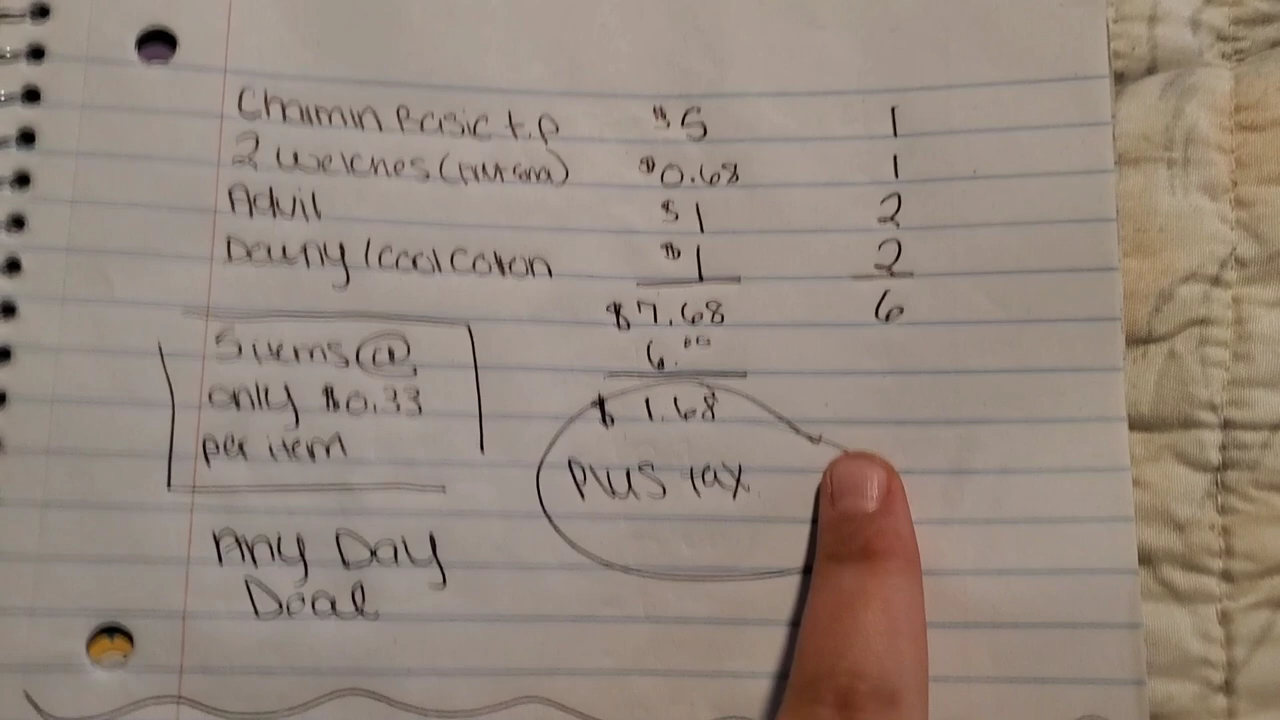 Charmin Basic t.p $5 1
2 Welches ( ) $0.68 1
Advil $1 2
Downy / cool coton $1 2
$7.68 6
6.00
$1.68
Plus tax
5 items @
only $0.33
per item
Any Day
Deal